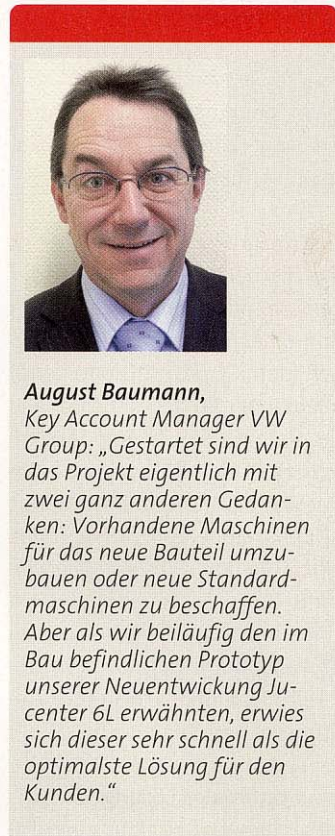 August Baumann,
Key Account Manager VW
Group: „Gestartet sind wir in
das Projekt eigentlich mit
zwei ganz anderen Gedan-
ken: Vorhandene Maschinen
für das neue Bauteil umzu-
bauen oder neue Standard-
maschinen zu beschaffen.
Aber als wir beiläufig den im
Bau befindlichen Prototyp
unserer Neuentwickung Ju-
center 6L erwähnten, erwies
sich dieser sehr schnell als die
optimalste Lösung für den
Kunden.“